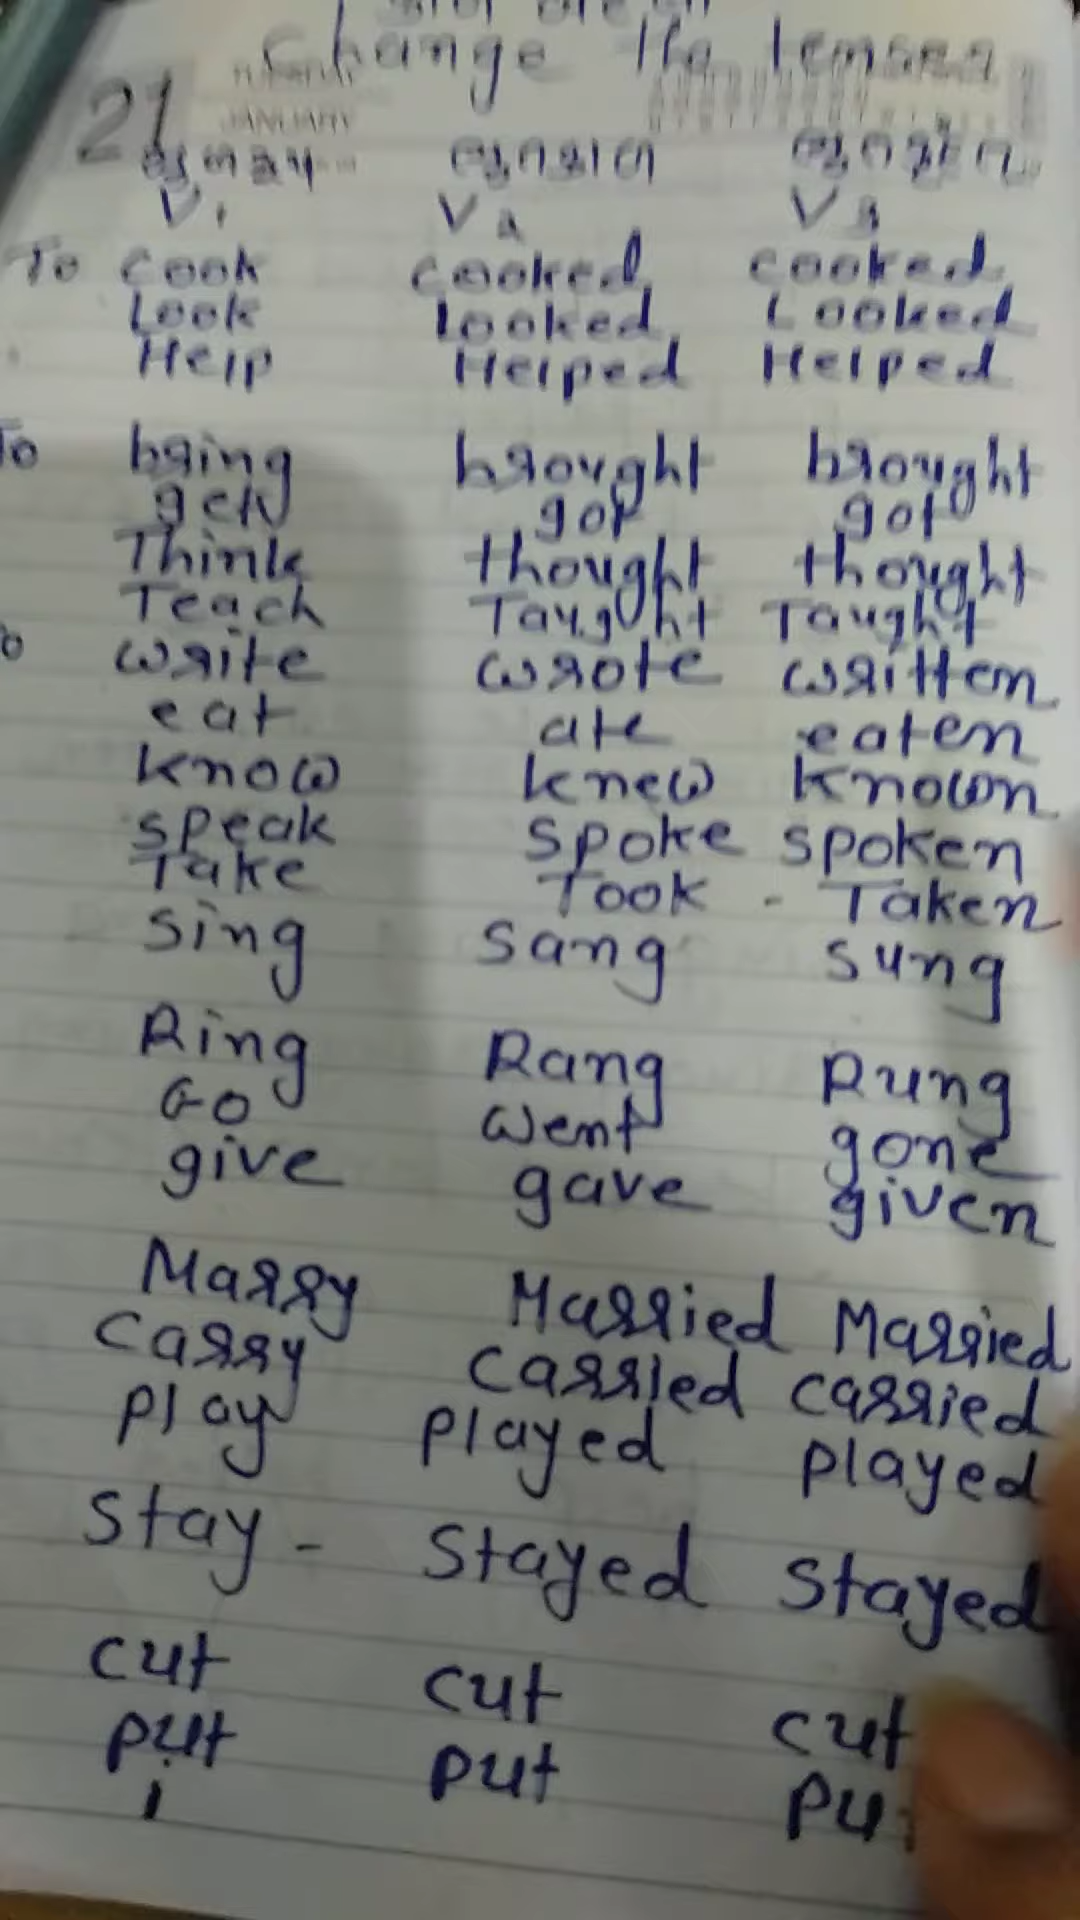 Change the tenses
21
JANUARY
V1 V2 V3
To cook cooked cooked
Look Looked Looked
Help Helped Helped
To bring brought brought
get got got
Think thought thought
Teach Taught Taught
To write wrote written
eat ate eaten
know knew known
speak spoke spoken
Take Took - Taken
Sing Sang Sung
Ring Rang Rung
Go went gone
give gave given
Marry Married Married
Carry Carried Carried
play played played
Stay - Stayed Stayed
cut cut cut
put put pu